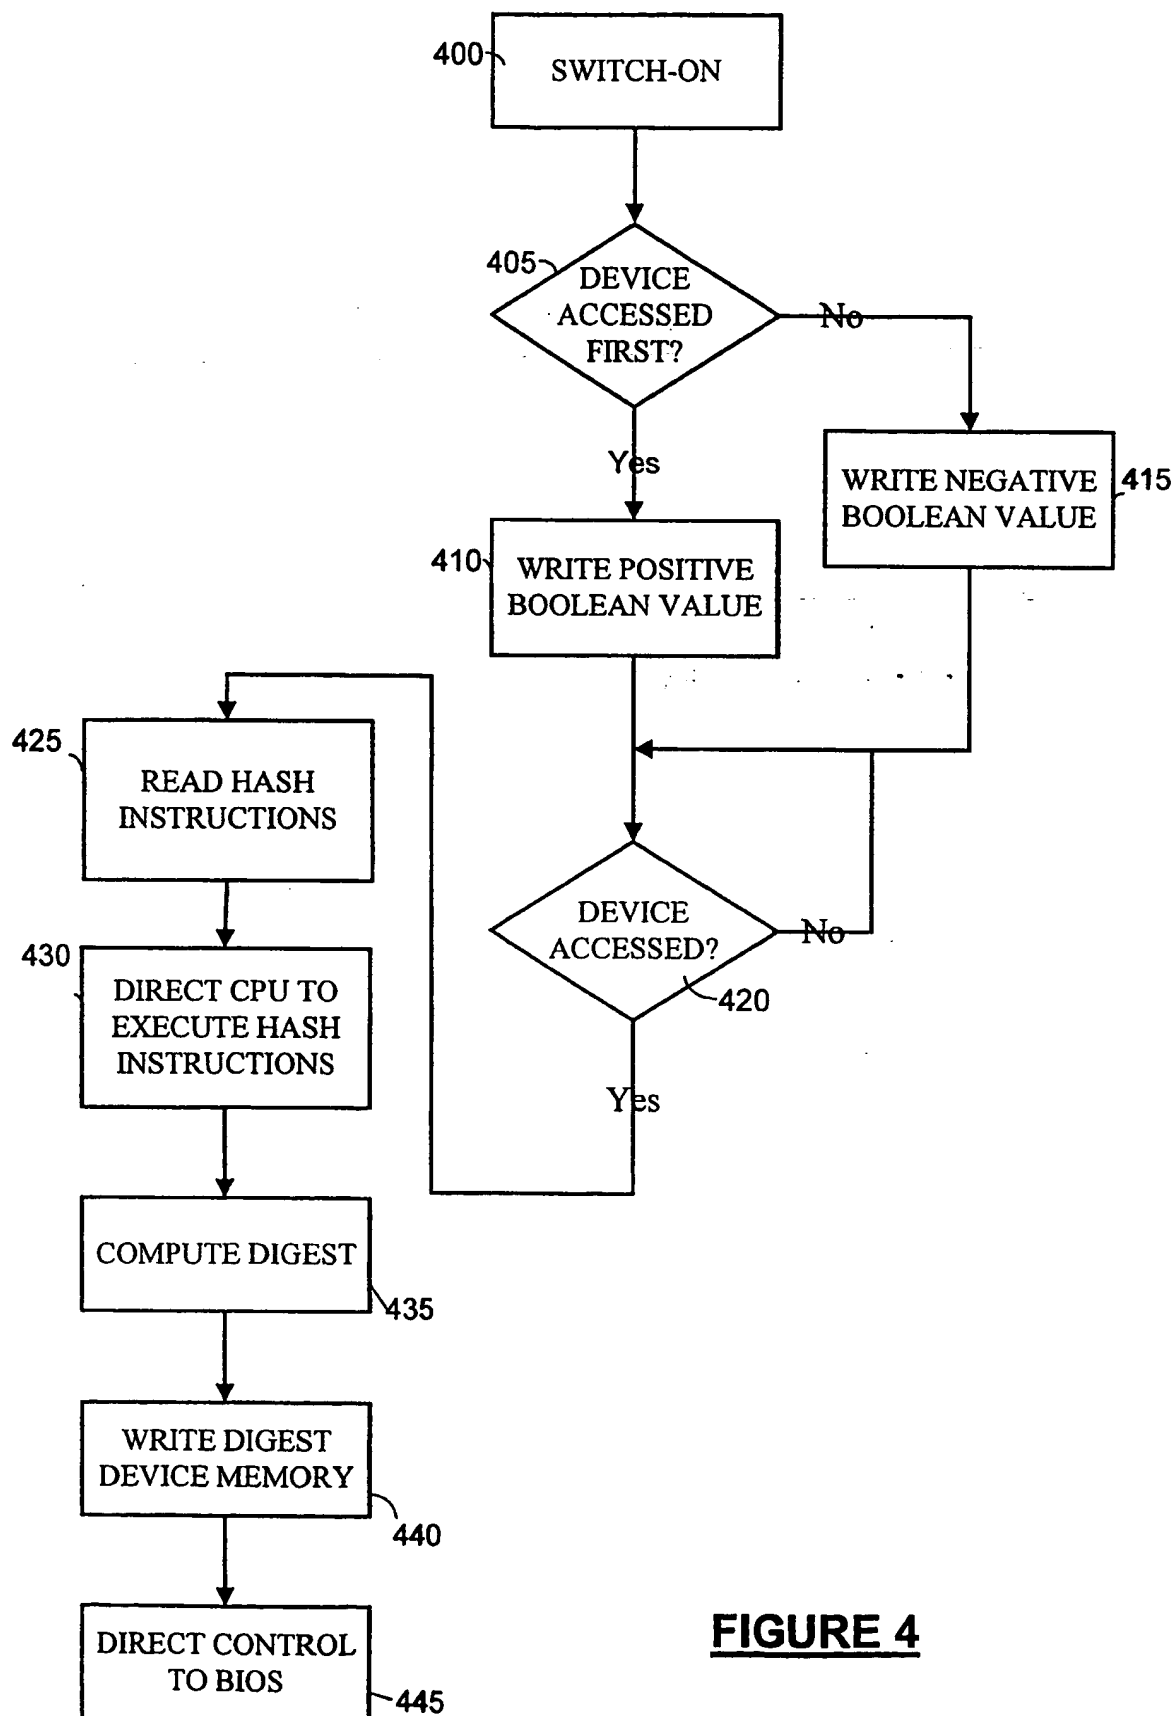 400
SWITCH-ON
405
DEVICE
ACCESSED
FIRST?
No
Yes
WRITE NEGATIVE
BOOLEAN VALUE
415
410
WRITE POSITIVE
BOOLEAN VALUE
425
READ HASH
INSTRUCTIONS
DEVICE
ACCESSED?
No
420
Yes
430
DIRECT CPU TO
EXECUTE HASH
INSTRUCTIONS
COMPUTE DIGEST
435
WRITE DIGEST
DEVICE MEMORY
440
DIRECT CONTROL
TO BIOS
445
FIGURE 4